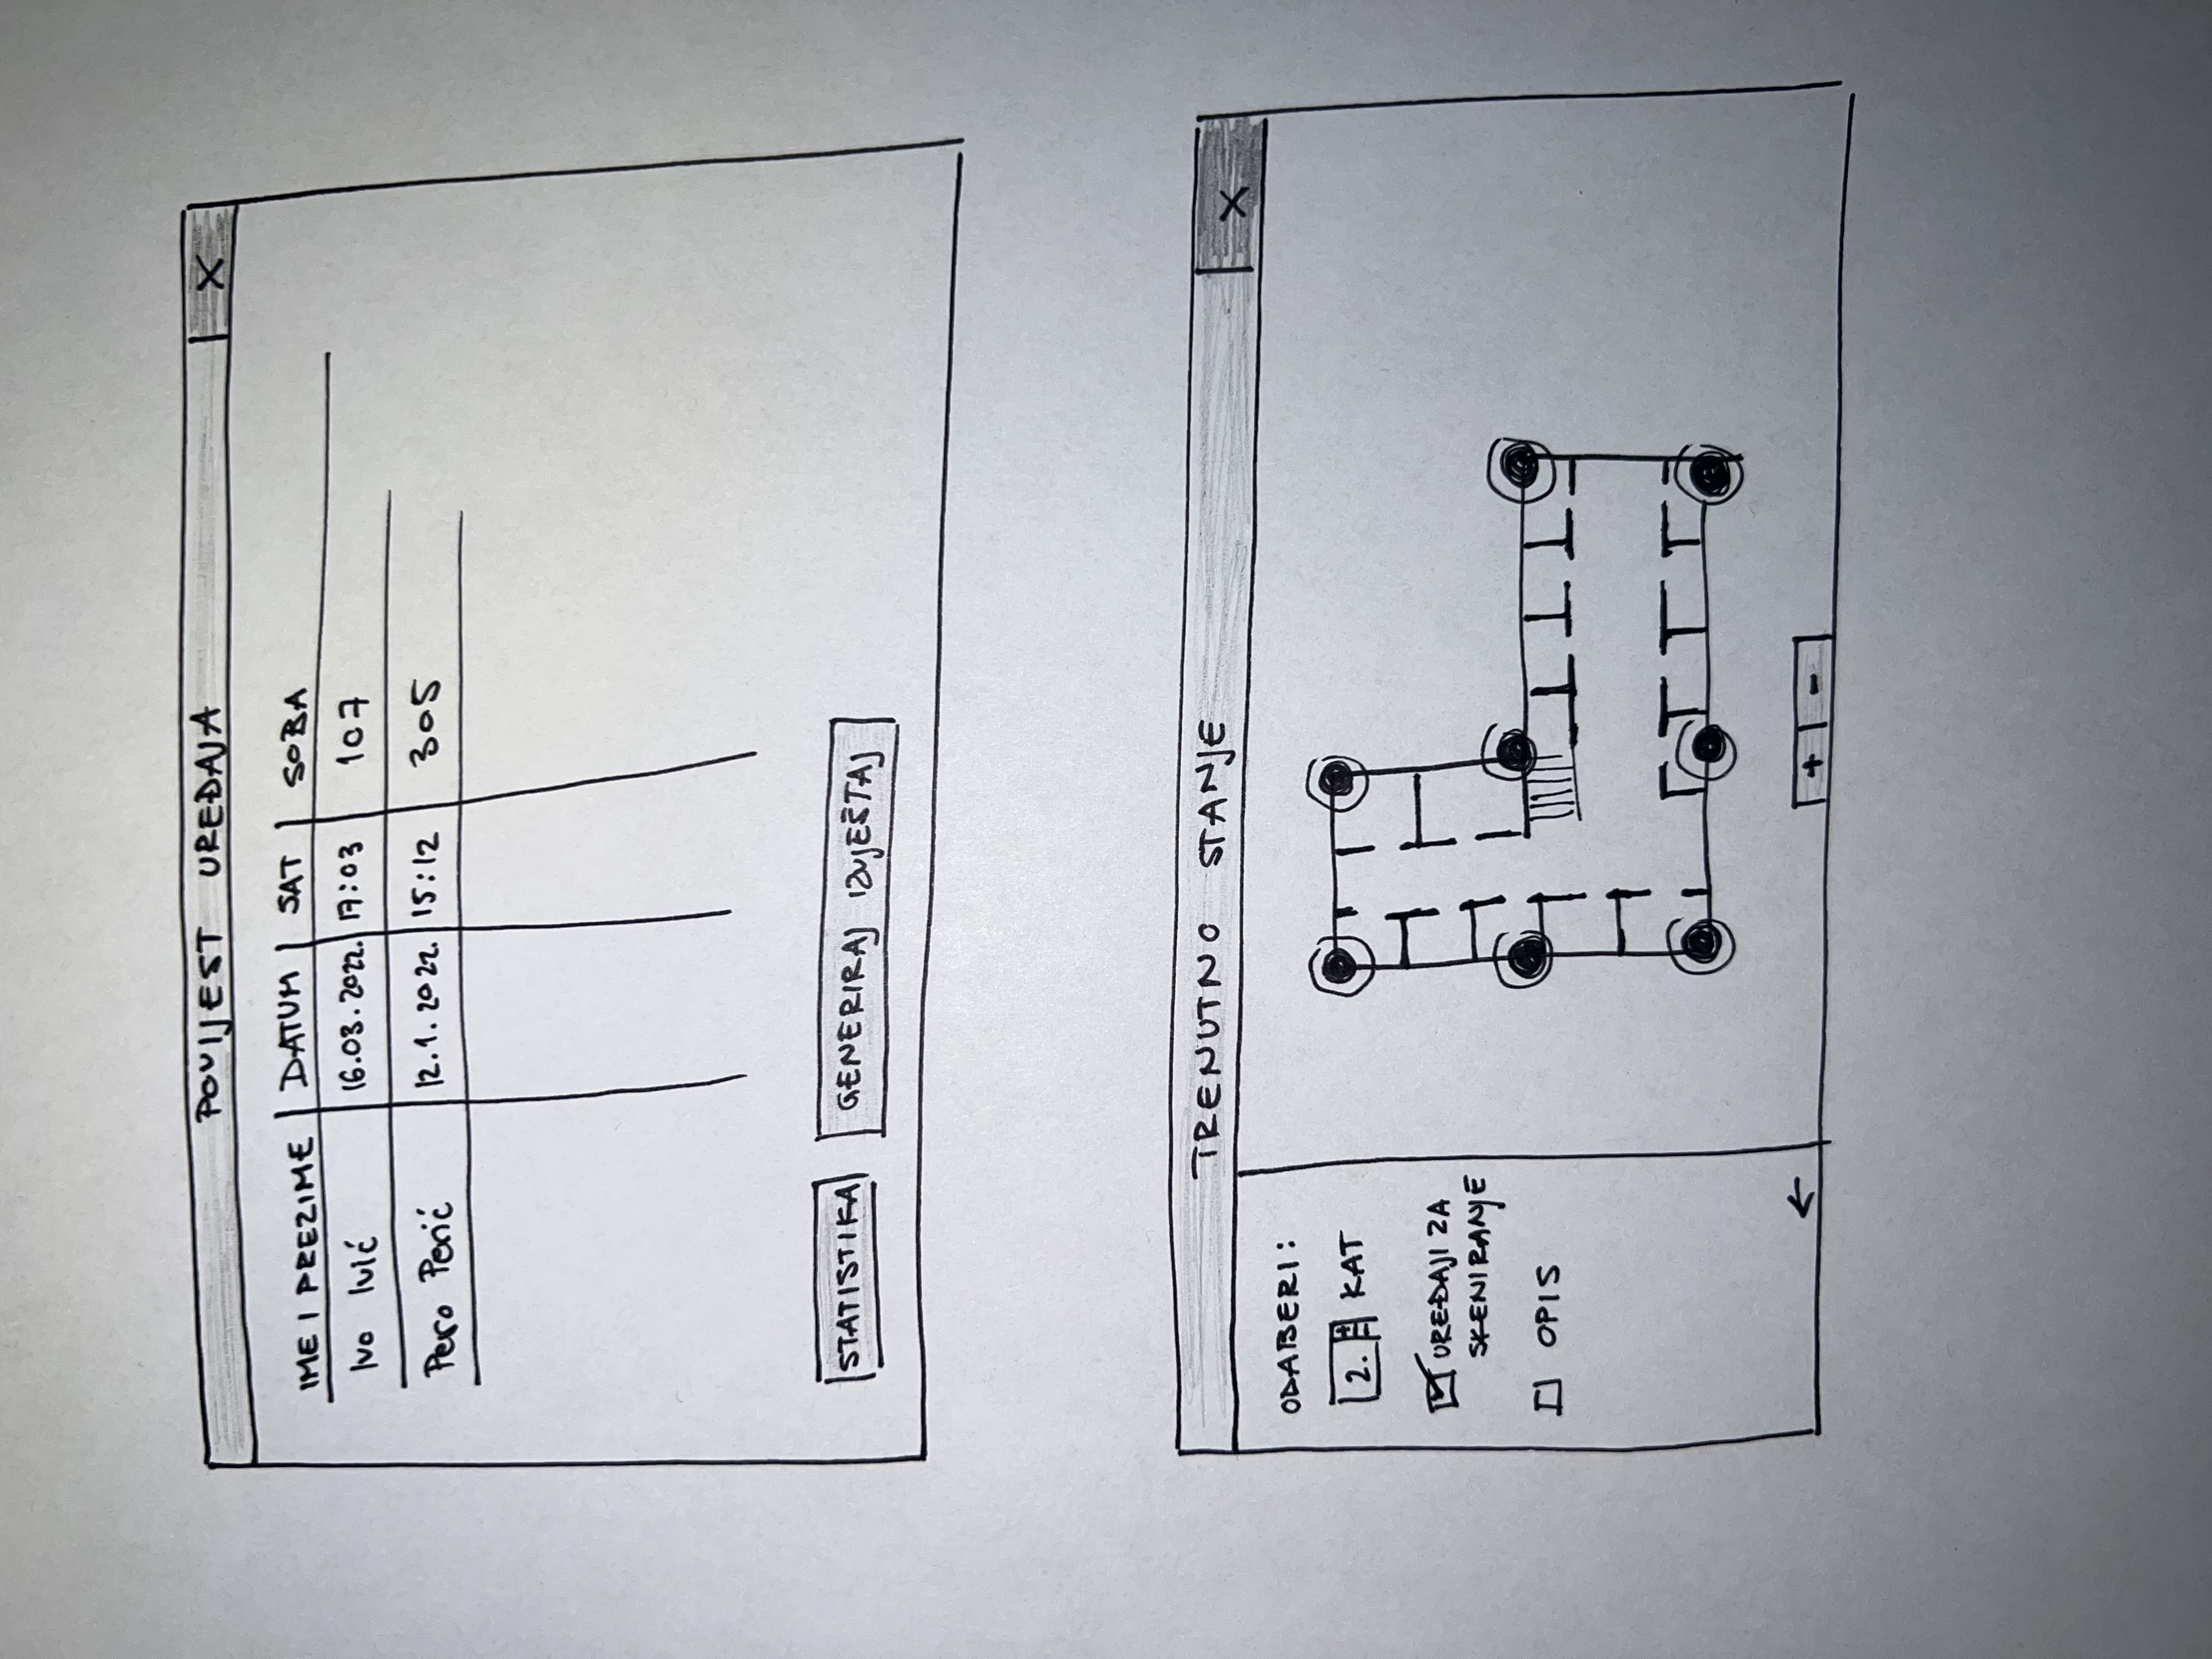 POVIJEST UREĐAJA X
IME I PREZIME DATUM SAT SOBA
Ivo Ivić 16.03.2022. 17:03 107
Pero Perić 12.1.2022. 15:12 305
STATISTIKA GENERIRAJ IZVJEŠTAJ
TRENUTNO STANJE X
ODABERI:
2. KAT
UREĐAJI ZA
SKENIRANJE
OPIS
←
+ -